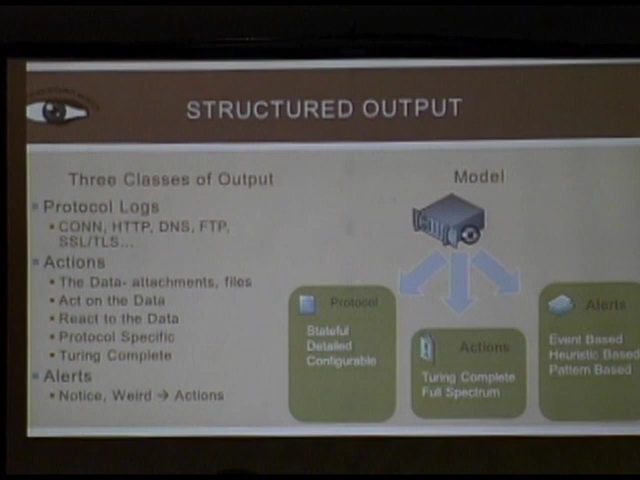 STRUCTURED OUTPUT
Three Classes of Output
Protocol Logs
CONN, HTTP, DNS, FTP,
SSL/TLS...
Actions
The Data- attachments, files
Act on the Data
React to the Data
Protocol Specific
Turing Complete
Alerts
Notice, Weird → Actions
Model
Protocol
Stateful
Detailed
Configurable
Actions
Turing Complete
Full Spectrum
Alerts
Event Based
Heuristic Based
Pattern Based